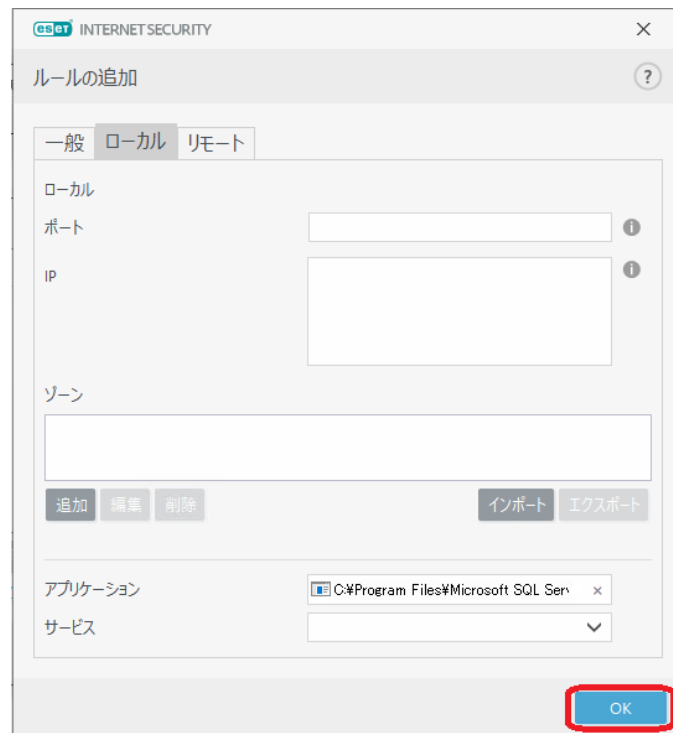 eset INTERNET SECURITY
ルールの追加
?
一般 ローカル リモート
ローカル
ポート
IP
ゾーン
追加 編集 削除 インポート エクスポート
アプリケーション C:¥Program Files¥Microsoft SQL Ser
サービス
OK